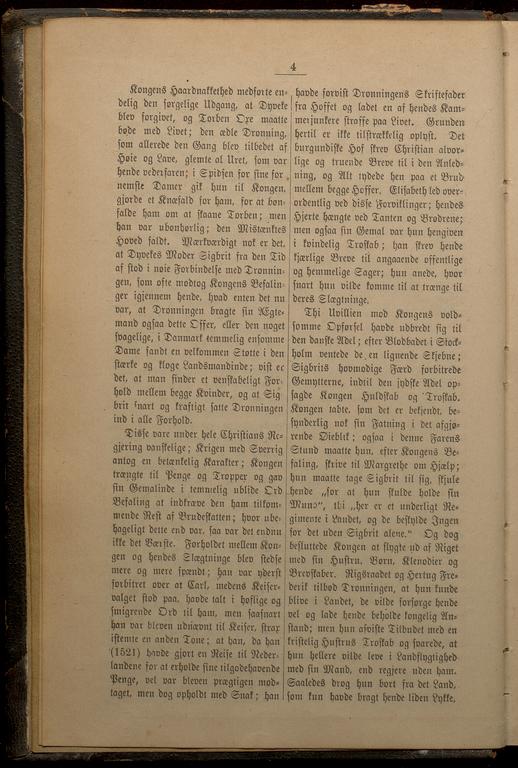 4
Kongens Haardnakkethed medførte en-
delig den sørgelige Udgang, at Dyveke
blev forgivet, og Torben Oxe maatte
bøde med Livet; den ædle Dronning,
som allerede den Gang blev tilbedet af
Høie og Lave, glemte al Uret, som var
hende vederfaren; i Spidsen for sine for-
nemste Damer gik hun til Kongen,
gjorde et Knæfald for ham, for at bøn-
falde ham om at skaane Torben; men
han var ubønhørlig; den Mistænktes
Hoved faldt. Mærkværdigt nok er det,
at Dyvekes Moder Sigbrit fra den Tid
af stod i nøie Forbindelse med Dronnin-
gen, som ofte modtog Kongens Befalin-
ger igjennem hende, hvad enten det nu
var, at Dronningen bragte sin Ægte-
mand ogsaa dette Offer, eller den noget
svagelige, i Danmark temmelig ensomme
Dame fandt en velkommen Støtte i den
stærke og kloge Landsmandinde; vist er
det, at man finder et venskabeligt For-
hold mellem begge Kvinder, og at Sig-
brit snart og kraftigt satte Dronningen
ind i alle Forhold.
Disse vare under hele Christians Re-
gjering vanskelige; Krigen med Sverrig
antog en betænkelig Karakter; Kongen
trængte til Penge og Tropper og gav
sin Gemalinde i temmelig ublide Ord
Befaling at indkræve den ham tilkom-
mende Rest af Brudeskatten; hvor ube-
hageligt dette end var, saa var det endnu
ikke det Værste. Forholdet mellem Kon-
gen og hendes Slægtninge blev stedse
mere og mere spændt; han var yderst
forbitret over at Carl, medens Keiser-
valget stod paa, havde talt i høflige og
smigrende Ord til ham, men saasnart
han var bleven udnævnt til Keiser, strax
istemte en anden Tone; at han, da han
(1521) havde gjort en Reise til Neder-
landene for at erholde sine tilgodehavende
Penge, vel var bleven prægtigen mod-
taget, men dog opholdt med Snak; han
havde forvist Dronningens Skriftefader
fra Hoffet og ladet en af hendes Kam-
merjunkere straffe paa Livet. Grunden
hertil er ikke tilstrækkelig oplyst. Det
burgundiske Hof skrev Christian alvor-
lige og truende Breve til i den Anled-
ning, og Alt tydede hen paa et Brud
mellem begge Hoffer. Elisabeth led over-
ordentlig ved disse Forviklinger; hendes
Hjerte hængte ved Tanten og Brødrene;
men ogsaa sin Gemal var hun hengiven
i kvindelig Troskab; han skrev hende
kjærlige Breve til angaaende offentlige
og hemmelige Sager; hun anede, hvor
snart hun vilde komme til at trænge til
deres Slægtninge.
Thi Uvillien mod Kongens vold-
somme Opførsel havde udbredt sig til
den danske Adel; efter Blodbadet i Stock-
holm ventede de en lignende Skjebne;
Sigbrits hovmodige Færd forbitrede
Gemytterne, indtil den jydske Adel op-
sagde Kongen Huldskab og Troskab.
Kongen tabte, som det er bekjendt, be-
synderlig nok sin Fatning i det afgjø-
rende Øieblik; ogsaa i denne Farens
Stund maatte hun, efter Kongens Be-
faling, skrive til Margrethe om Hjælp;
hun maatte tage Sigbrit til sig, skjule
hende „for at hun skulde holde sin
Mund“, thi „her er et underligt Re-
gimente i Landet, og de beskylde Ingen
for det uden Sigbrit alene.“ Og dog
besluttede Kongen at flygte ud af Riget
med sin Hustru, Børn, Klenodier og
Brevskaber. Rigsraadet og Hertug Fre-
derik tilbød Dronningen, at hun kunde
blive i Landet, de vilde forsørge hende
vel og lade hende beholde kongelig An-
stand; men hun afviste Tilbudet med en
kristelig Hustrus Troskab og svarede, at
hun hellere vilde leve i Landflygtighed
med sin Mand, end regjere uden ham.
Saaledes drog hun bort fra det Land,
som kun havde bragt hende liden Lykke,